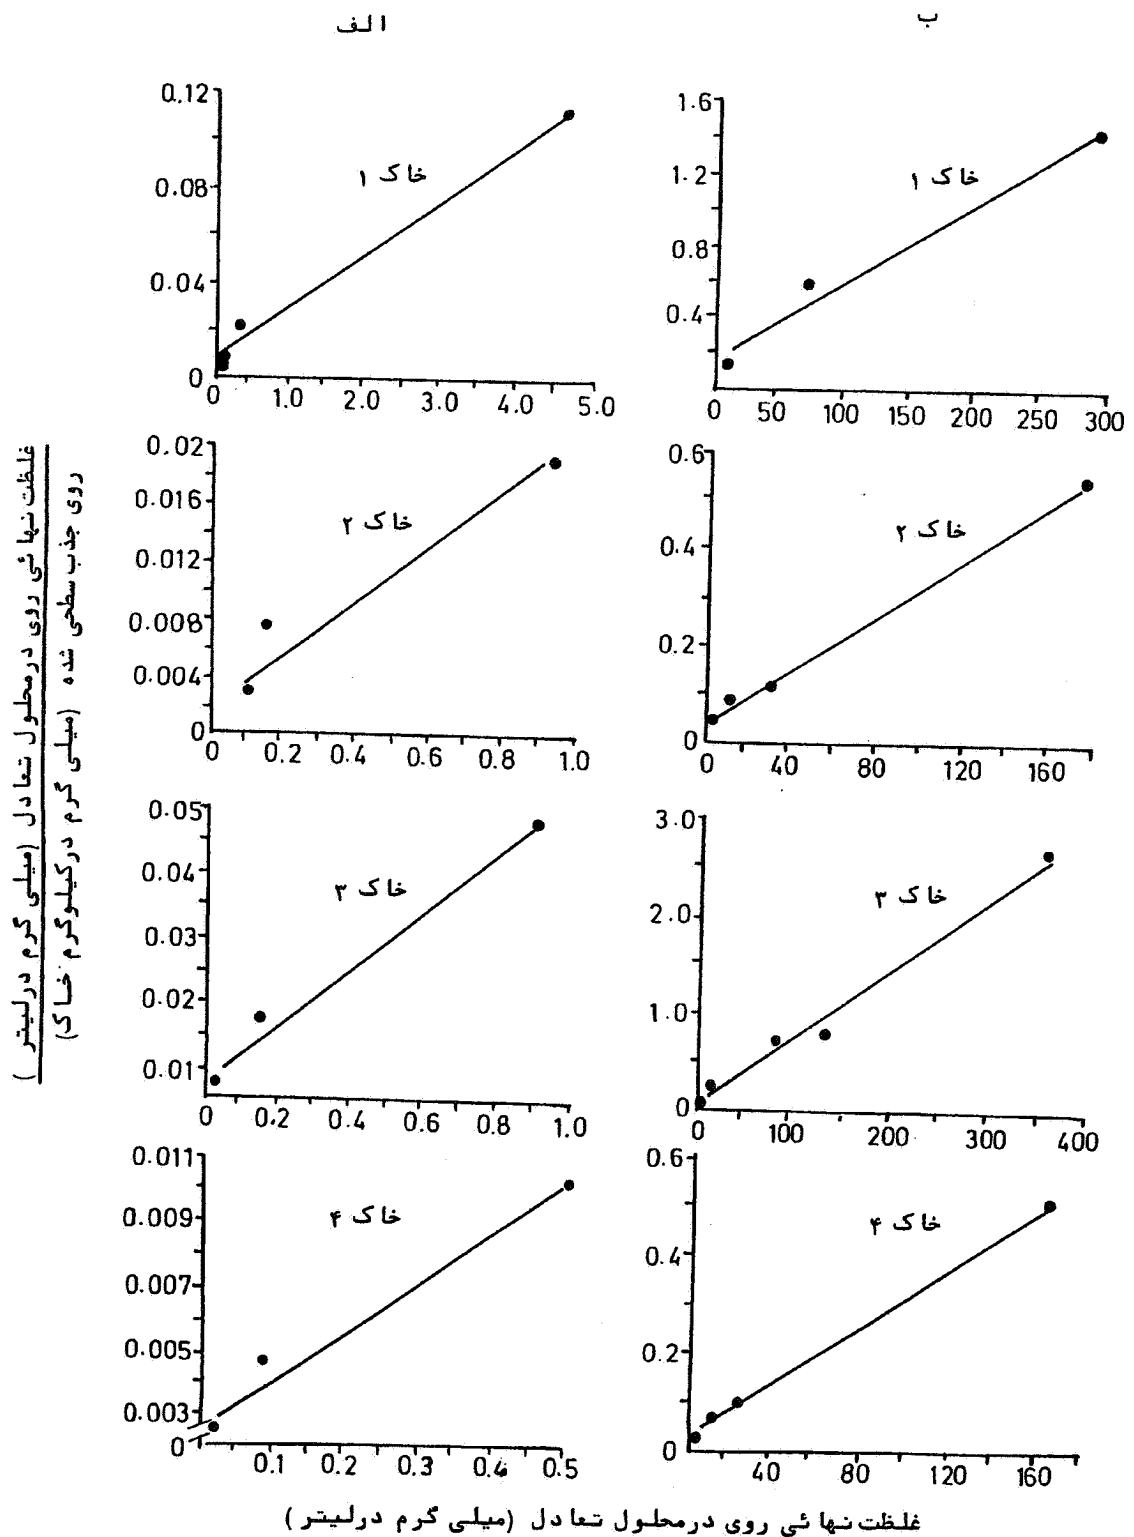 الف
ب
0.12
0.08
0.04
0
خاک ۱
0 1.0 2.0 3.0 4.0 5.0
1.6
1.2
0.8
0.4
خاک ۱
0 50 100 150 200 250 300
0.02
0.016
0.012
0.008
0.004
0
خاک ۲
0 0.2 0.4 0.6 0.8 1.0
0.6
0.4
0.2
0
خاک ۲
0 40 80 120 160
0.05
0.04
0.03
0.02
0.01
خاک ۳
0 0.2 0.4 0.6 0.8 1.0
3.0
2.0
1.0
0
خاک ۳
0 100 200 300 400
0.011
0.009
0.007
0.005
0.003
0
خاک ۴
0.1 0.2 0.3 0.4 0.5
0.6
0.4
0.2
0
خاک ۴
40 80 120 160
غلظت نهائی روی درمحلول تعادل (میلی گرم درلیتر)
روی جذب سطحی شده (میلی گرم درکیلوگرم خاک)
غلظت نهائی روی درمحلول تعادل (میلی گرم درلیتر)